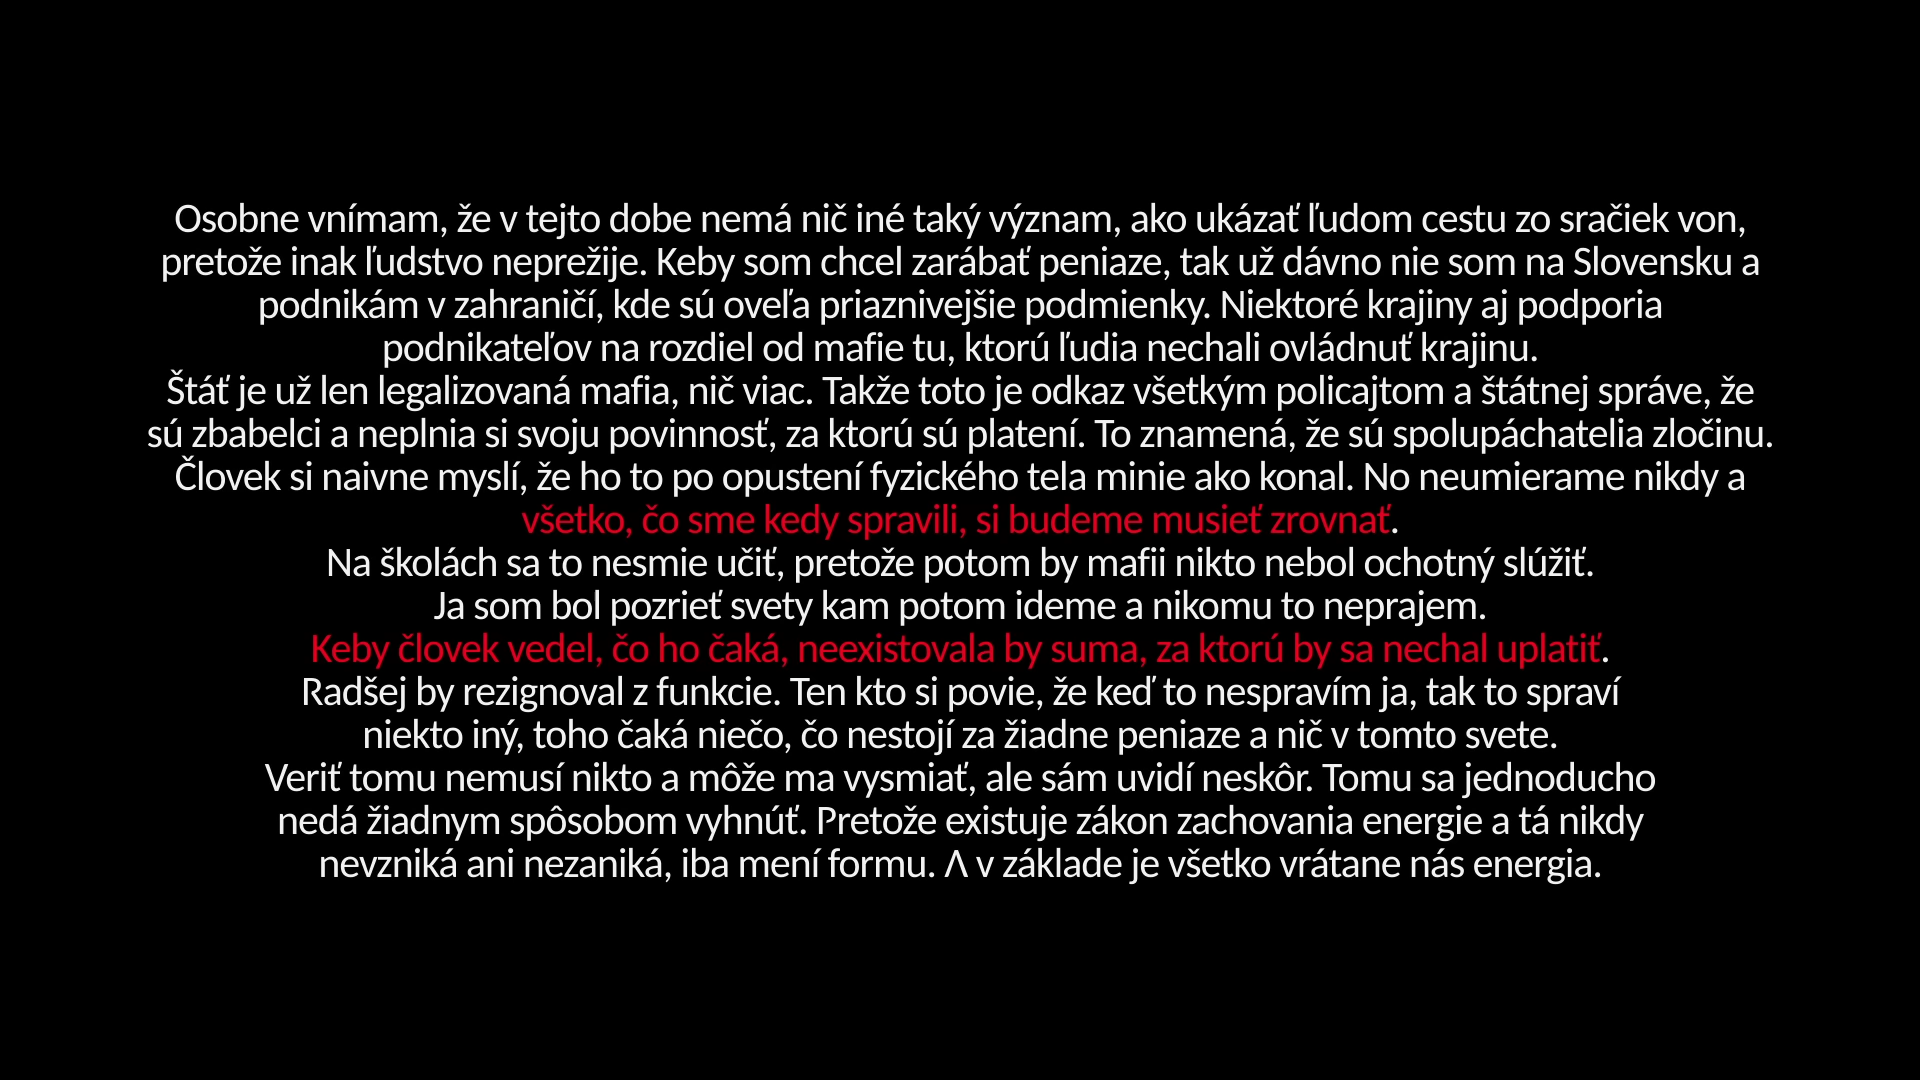 Osobne vnímam, že v tejto dobe nemá nič iné taký význam, ako ukázať ľudom cestu zo sračiek von,
pretože inak ľudstvo neprežije. Keby som chcel zarábať peniaze, tak už dávno nie som na Slovensku a
podnikám v zahraničí, kde sú oveľa priaznivejšie podmienky. Niektoré krajiny aj podporia
podnikateľov na rozdiel od mafie tu, ktorú ľudia nechali ovládnuť krajinu.
Štáť je už len legalizovaná mafia, nič viac. Takže toto je odkaz všetkým policajtom a štátnej správe, že
sú zbabelci a neplnia si svoju povinnosť, za ktorú sú platení. To znamená, že sú spolupáchatelia zločinu.
Človek si naivne myslí, že ho to po opustení fyzického tela minie ako konal. No neumierame nikdy a
všetko, čo sme kedy spravili, si budeme musieť zrovnať.
Na školách sa to nesmie učiť, pretože potom by mafii nikto nebol ochotný slúžiť.
Ja som bol pozrieť svety kam potom ideme a nikomu to neprajem.
Keby človek vedel, čo ho čaká, neexistovala by suma, za ktorú by sa nechal uplatiť.
Radšej by rezignoval z funkcie. Ten kto si povie, že keď to nespravím ja, tak to spraví
niekto iný, toho čaká niečo, čo nestojí za žiadne peniaze a nič v tomto svete.
Veriť tomu nemusí nikto a môže ma vysmiať, ale sám uvidí neskôr. Tomu sa jednoducho
nedá žiadnym spôsobom vyhnúť. Pretože existuje zákon zachovania energie a tá nikdy
nevzniká ani nezaniká, iba mení formu. Λ v základe je všetko vrátane nás energia.